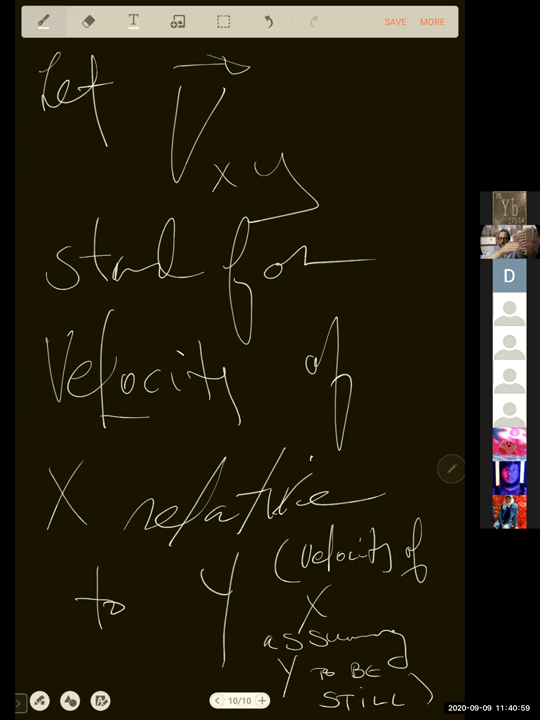 T SAVE MORE
Let V
xy
stand for
Velocity of
X relative
to Y
(velocity of
X
assuming
Y TO BE
STILL)
Yb
D
10/10
2020-09-09 11:40:59